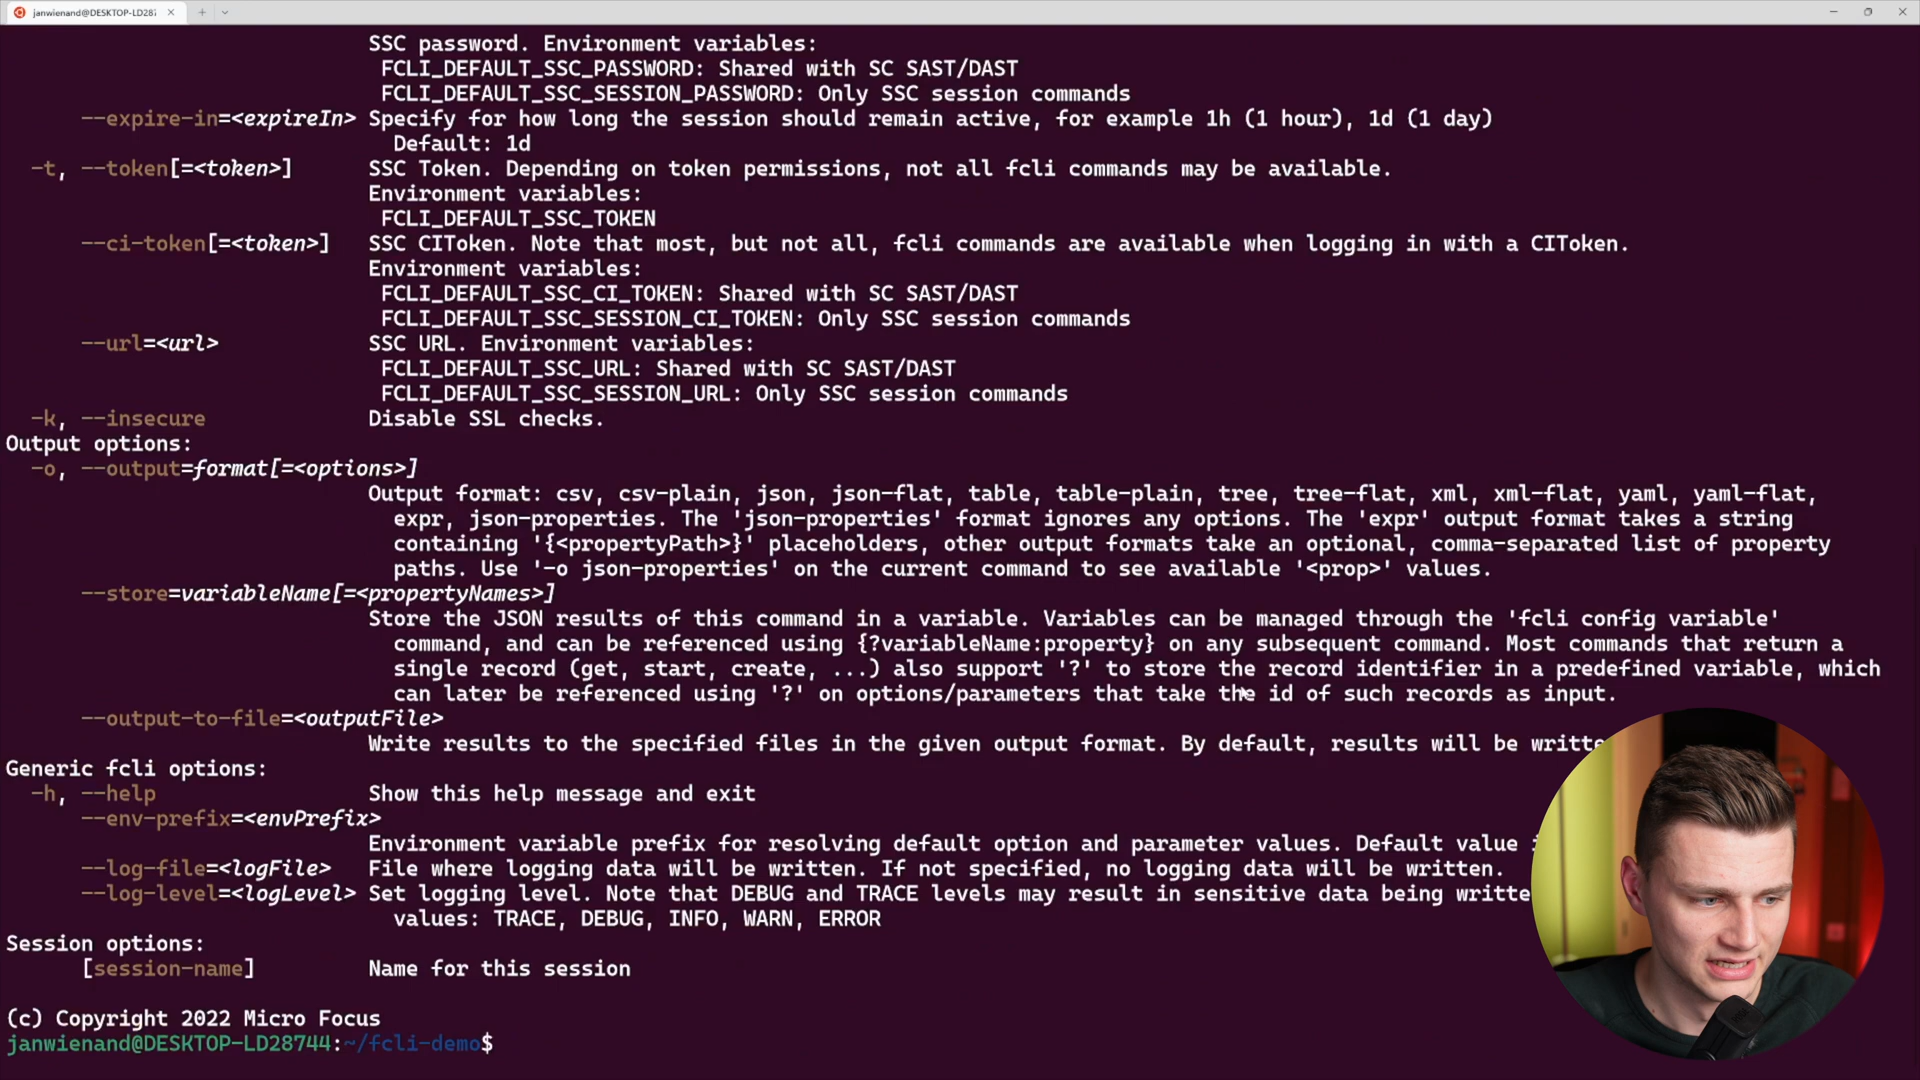 janwienand@DESKTOP-LD287
SSC password. Environment variables:
FCLI_DEFAULT_SSC_PASSWORD: Shared with SC SAST/DAST
FCLI_DEFAULT_SSC_SESSION_PASSWORD: Only SSC session commands
--expire-in=<expireIn> Specify for how long the session should remain active, for example 1h (1 hour), 1d (1 day)
Default: 1d
-t, --token[=<token>] SSC Token. Depending on token permissions, not all fcli commands may be available.
Environment variables:
FCLI_DEFAULT_SSC_TOKEN
--ci-token[=<token>] SSC CIToken. Note that most, but not all, fcli commands are available when logging in with a CIToken.
Environment variables:
FCLI_DEFAULT_SSC_CI_TOKEN: Shared with SC SAST/DAST
FCLI_DEFAULT_SSC_SESSION_CI_TOKEN: Only SSC session commands
--url=<url> SSC URL. Environment variables:
FCLI_DEFAULT_SSC_URL: Shared with SC SAST/DAST
FCLI_DEFAULT_SSC_SESSION_URL: Only SSC session commands
-k, --insecure Disable SSL checks.
Output options:
-o, --output=format[=<options>]
Output format: csv, csv-plain, json, json-flat, table, table-plain, tree, tree-flat, xml, xml-flat, yaml, yaml-flat,
expr, json-properties. The 'json-properties' format ignores any options. The 'expr' output format takes a string
containing '{<propertyPath>}' placeholders, other output formats take an optional, comma-separated list of property
paths. Use '-o json-properties' on the current command to see available '<prop>' values.
--store=variableName[=<propertyNames>]
Store the JSON results of this command in a variable. Variables can be managed through the 'fcli config variable'
command, and can be referenced using {?variableName:property} on any subsequent command. Most commands that return a
single record (get, start, create, ...) also support '?' to store the record identifier in a predefined variable, which
can later be referenced using '?' on options/parameters that take the id of such records as input.
--output-to-file=<outputFile>
Write results to the specified files in the given output format. By default, results will be writte
Generic fcli options:
-h, --help Show this help message and exit
--env-prefix=<envPrefix>
Environment variable prefix for resolving default option and parameter values. Default value i
--log-file=<logFile> File where logging data will be written. If not specified, no logging data will be written.
--log-level=<logLevel> Set logging level. Note that DEBUG and TRACE levels may result in sensitive data being writte
values: TRACE, DEBUG, INFO, WARN, ERROR
Session options:
[session-name] Name for this session
(c) Copyright 2022 Micro Focus
janwienand@DESKTOP-LD28744:~/fcli-demo$